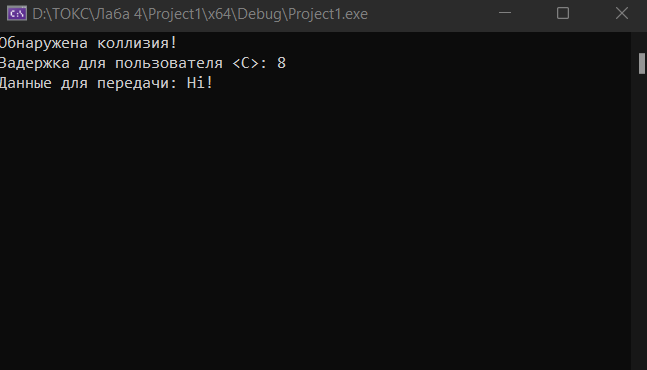 D:\ТОКС\Лаба 4\Project1\x64\Debug\Project1.exe
Обнаружена коллизия!
Задержка для пользователя <C>: 8
Данные для передачи: Hi!